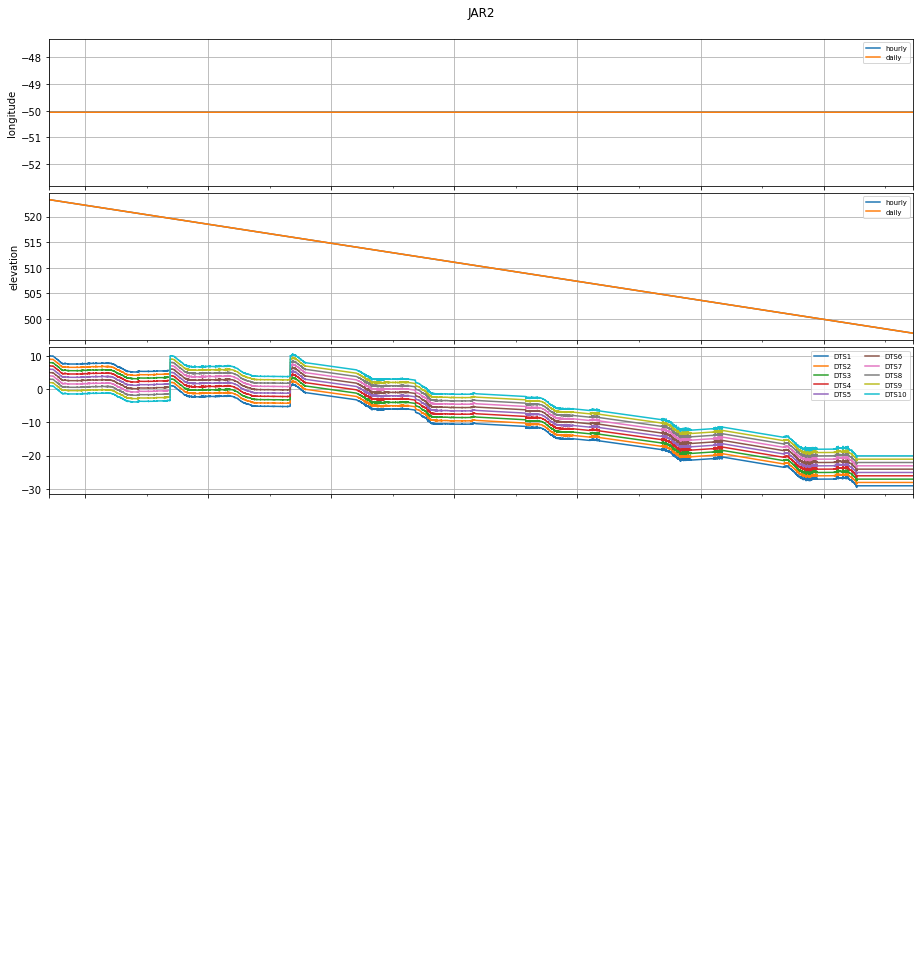 JAR2
longitude
−48
−49
−50
−51
−52
hourly
daily
elevation
520
515
510
505
500
hourly
daily
10
0
−10
−20
−30
DTS1 DTS6
DTS2 DTS7
DTS3 DTS8
DTS4 DTS9
DTS5 DTS10